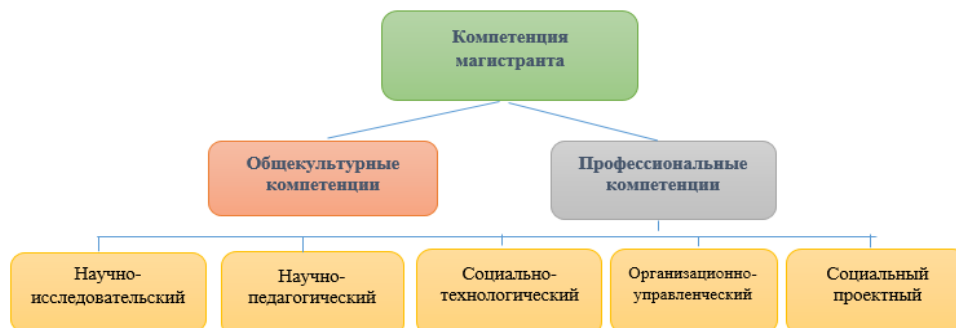 Компетенция
магистранта
Общекультурные
компетенции
Профессиональные
компетенции
Научно-
исследовательский
Научно-
педагогический
Социально-
технологический
Организационно-
управленческий
Социальный
проектный